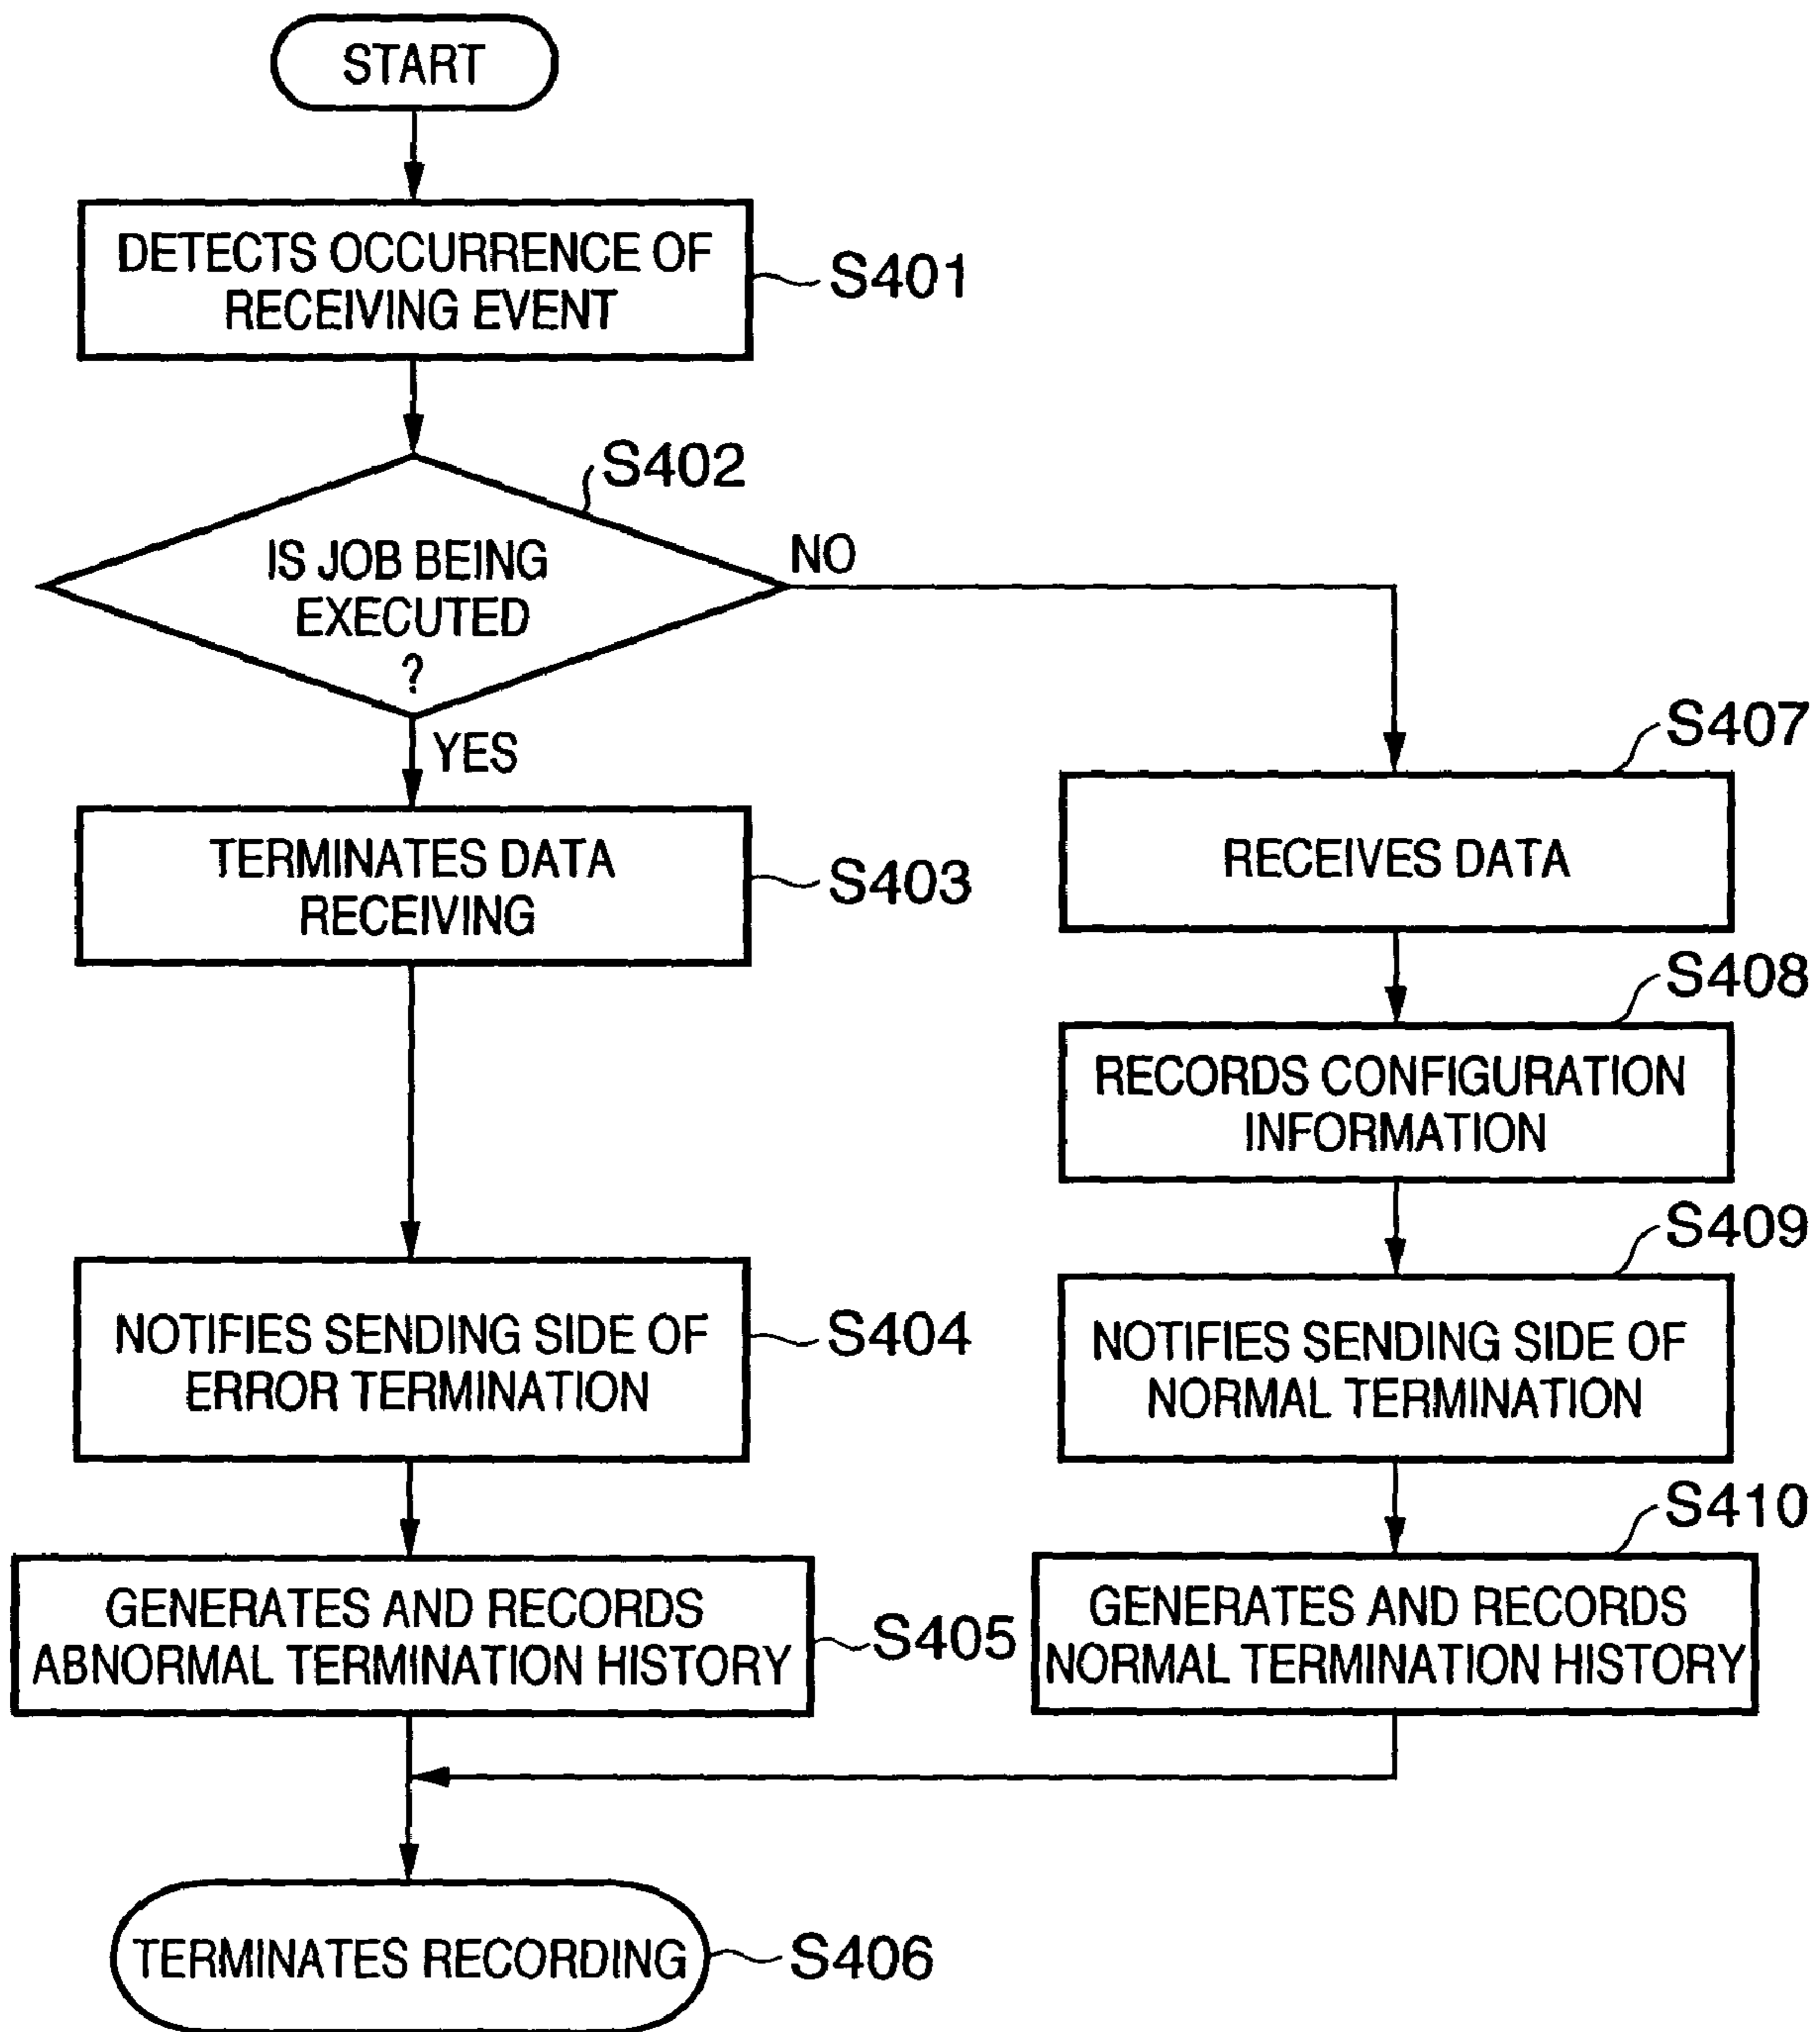 START
DETECTS OCCURRENCE OF
RECEIVING EVENT
S401
S402
IS JOB BEING
EXECUTED
?
NO
YES
TERMINATES DATA
RECEIVING
S403
NOTIFIES SENDING SIDE OF
ERROR TERMINATION
S404
GENERATES AND RECORDS
ABNORMAL TERMINATION HISTORY
S405
S407
RECEIVES DATA
S408
RECORDS CONFIGURATION
INFORMATION
S409
NOTIFIES SENDING SIDE OF
NORMAL TERMINATION
S410
GENERATES AND RECORDS
NORMAL TERMINATION HISTORY
TERMINATES RECORDING
S406